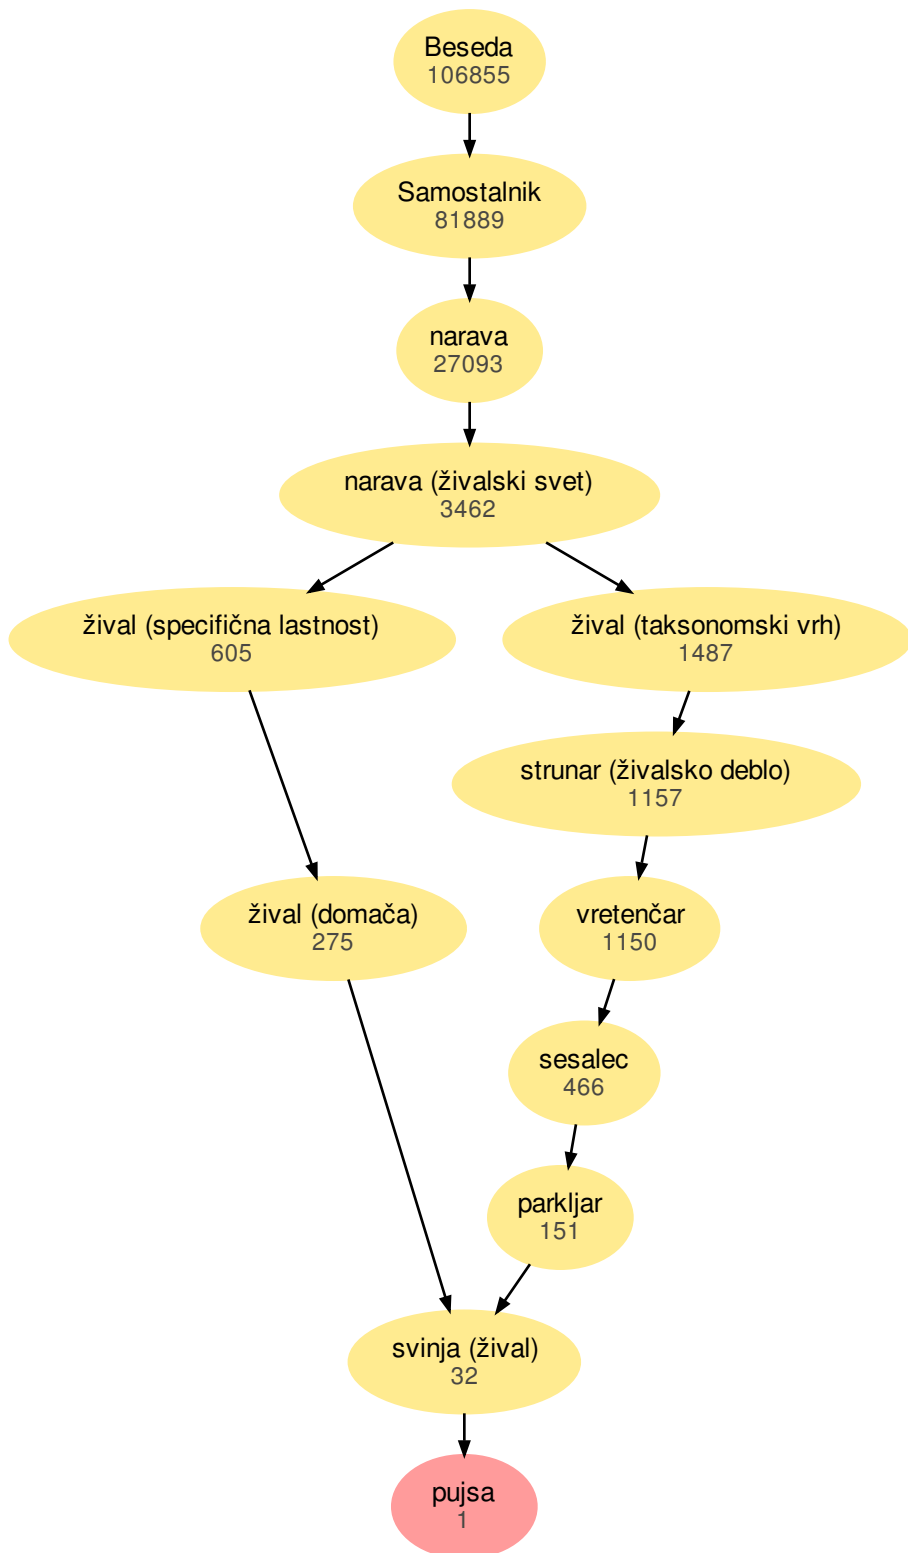 Beseda
106855
Samostalnik
81889
narava
27093
narava (živalski svet)
3462
žival (specifična lastnost)
605
žival (taksonomski vrh)
1487
strunar (živalsko deblo)
1157
žival (domača)
275
vretenčar
1150
sesalec
466
parkljar
151
svinja (žival)
32
pujsa
1